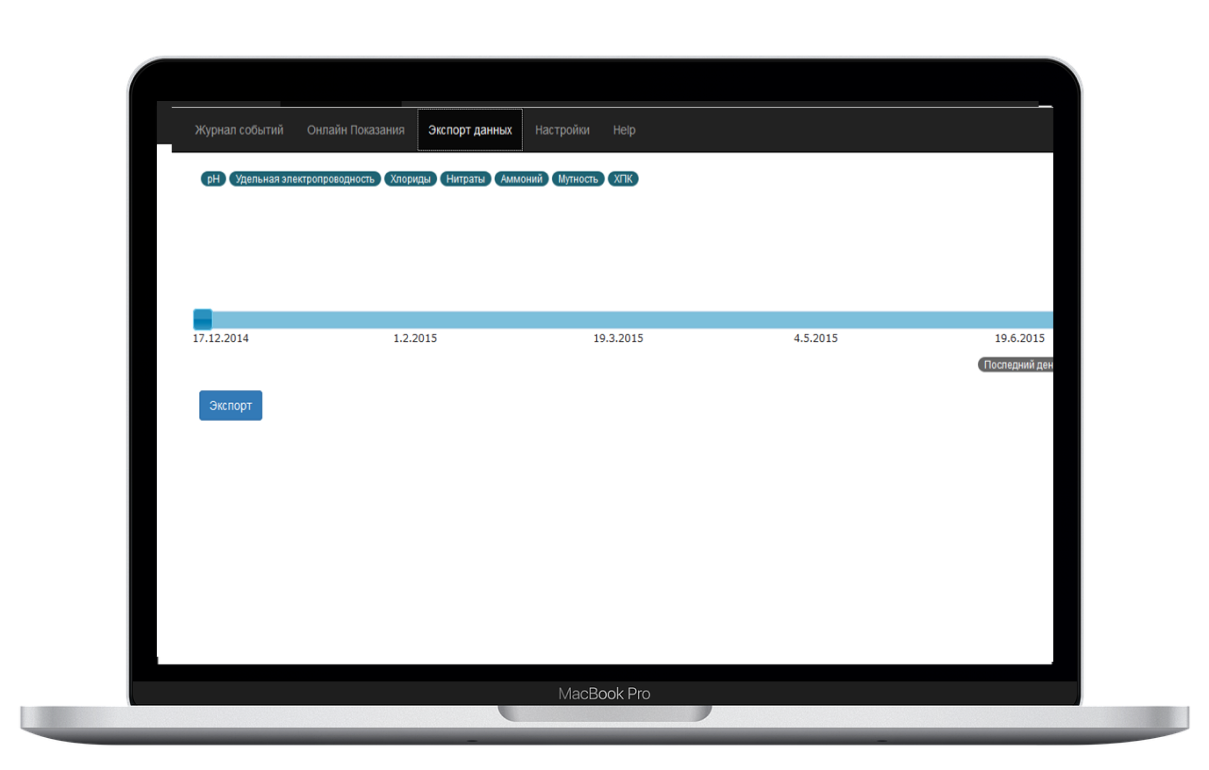 Журнал событий Онлайн Показания Экспорт данных Настройки Help
pH Удельная электропроводность Хлориды Нитраты Аммоний Мутность ХПК
17.12.2014 1.2.2015 19.3.2015 4.5.2015 19.6.2015
Последний ден
Экспорт
MacBook Pro